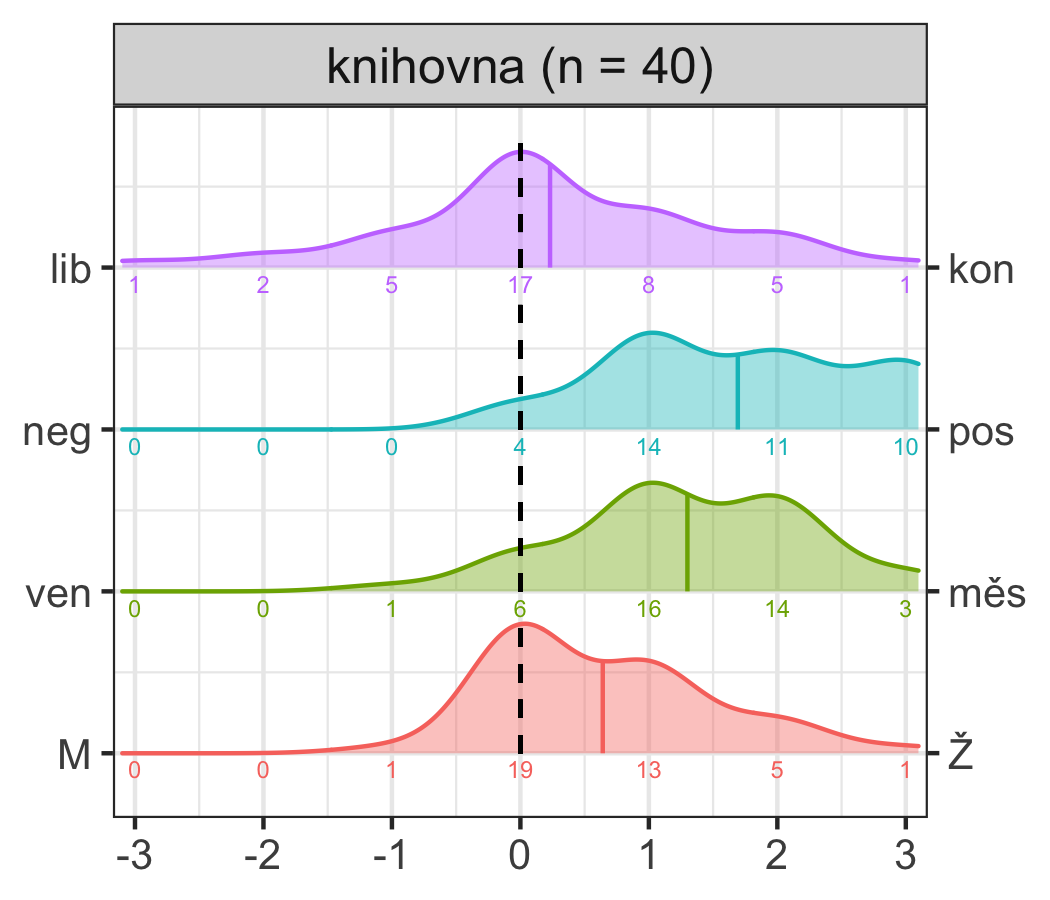 knihovna (n = 40)
lib kon
1 2 5 17 8 5 1
neg pos
0 0 0 4 14 11 10
ven měs
0 0 1 6 16 14 3
M Ž
0 0 1 19 13 5 1
-3 -2 -1 0 1 2 3